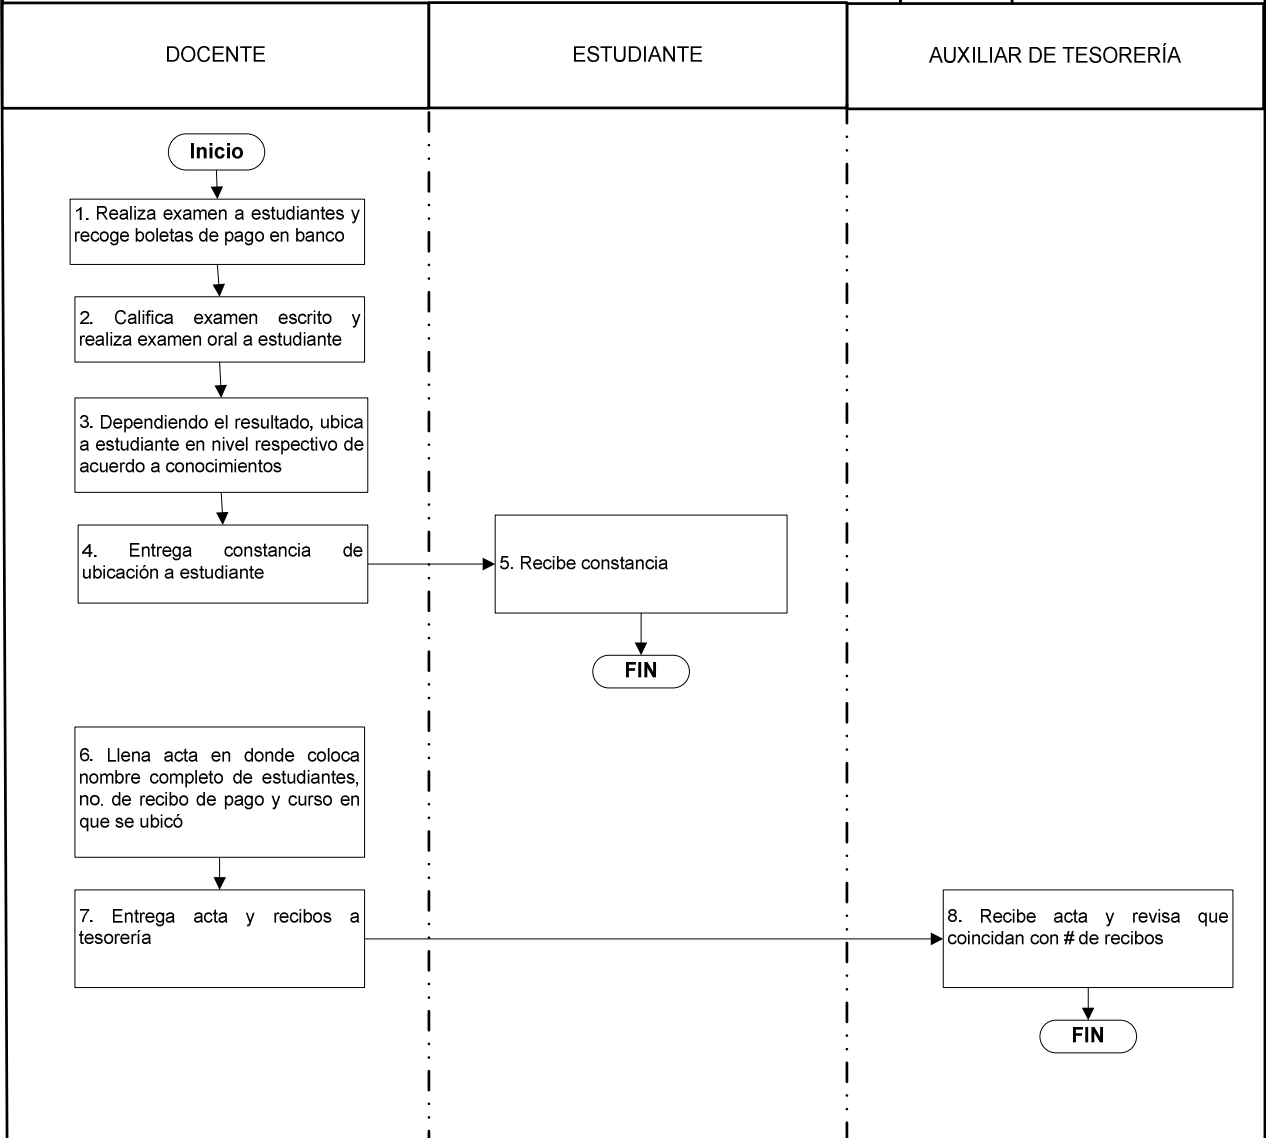 DOCENTE
ESTUDIANTE
AUXILIAR DE TESORERÍA
Inicio
1. Realiza examen a estudiantes y
recoge boletas de pago en banco
2. Califica examen escrito y
realiza examen oral a estudiante
3. Dependiendo el resultado, ubica
a estudiante en nivel respectivo de
acuerdo a conocimientos
4. Entrega constancia de
ubicación a estudiante
5. Recibe constancia
FIN
6. Llena acta en donde coloca
nombre completo de estudiantes,
no. de recibo de pago y curso en
que se ubicó
7. Entrega acta y recibos a
tesorería
8. Recibe acta y revisa que
coincidan con # de recibos
FIN